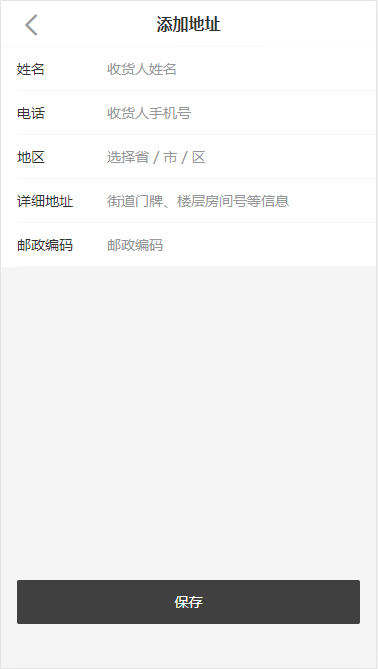 添加地址
姓名 收货人姓名
电话 收货人手机号
地区 选择省 / 市 / 区
详细地址 街道门牌、楼层房间号等信息
邮政编码 邮政编码
保存